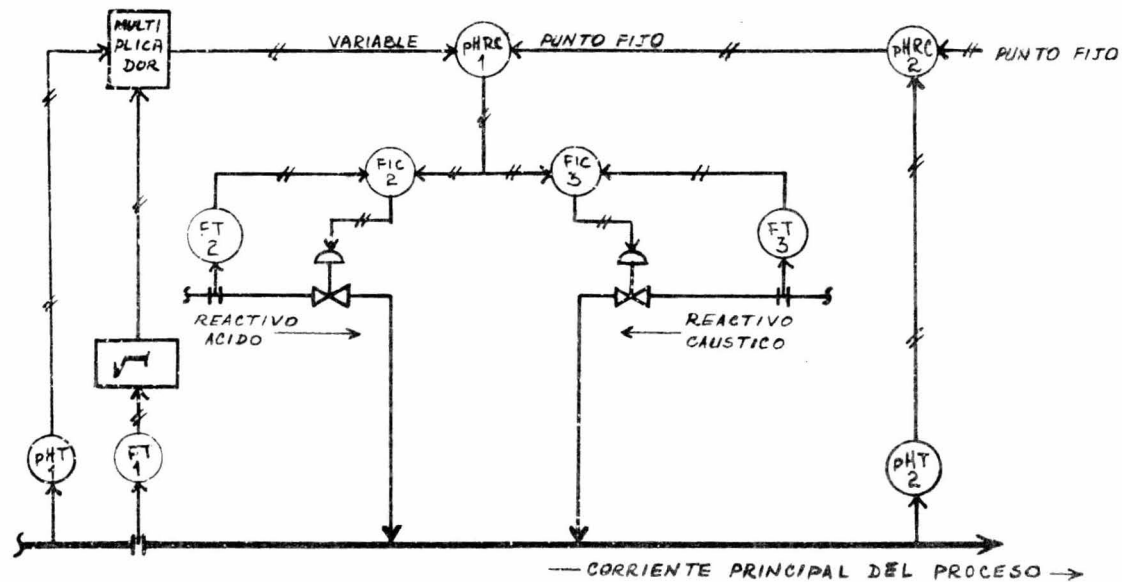 MULTI
PLICA
DOR
VARIABLE
pHRC
1
PUNTO FIJO
pHRC
2
PUNTO FIJO
FIC
2
FIC
3
FT
2
FT
3
REACTIVO
ACIDO
REACTIVO
CAUSTICO
√
pHT
1
FT
1
pHT
2
CORRIENTE PRINCIPAL DEL PROCESO